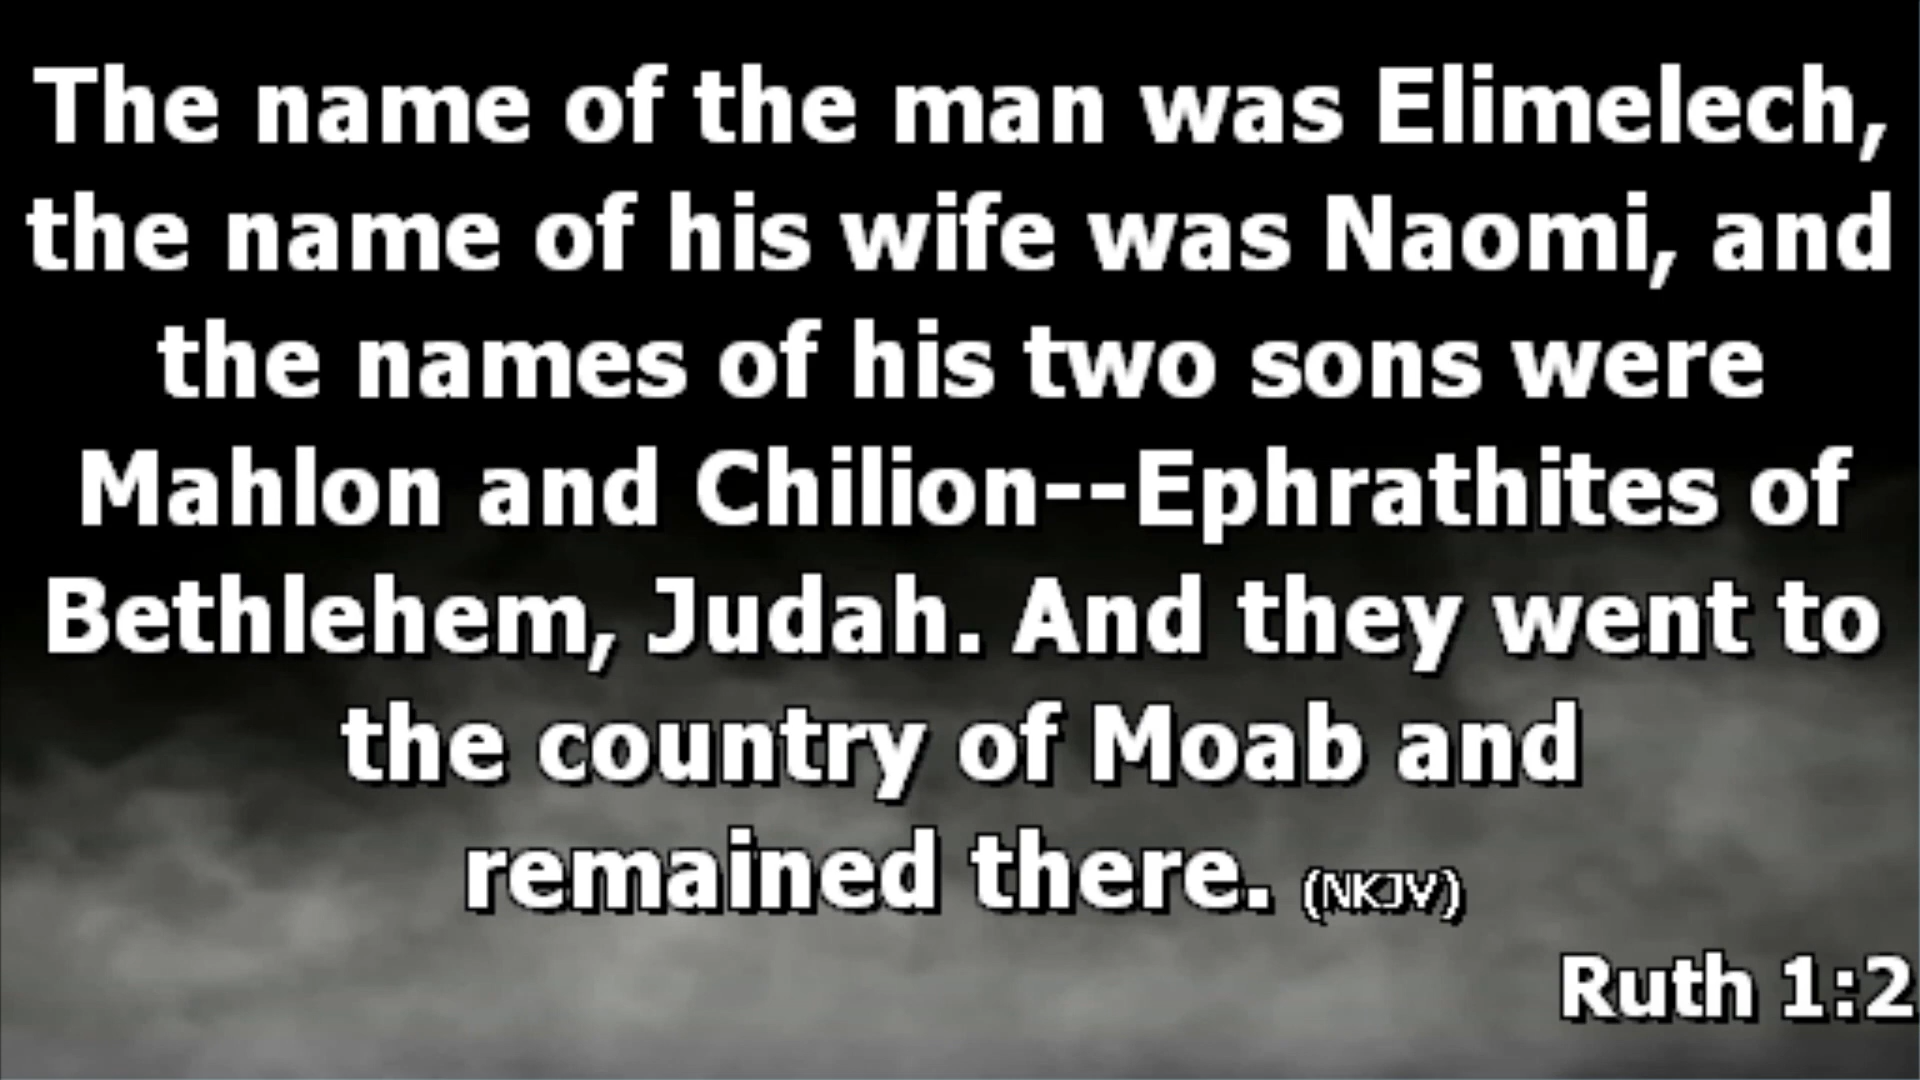 The name of the man was Elimelech,
the name of his wife was Naomi, and
the names of his two sons were
Mahlon and Chilion--Ephrathites of
Bethlehem, Judah. And they went to
the country of Moab and
remained there. (NKJV)
Ruth 1:2